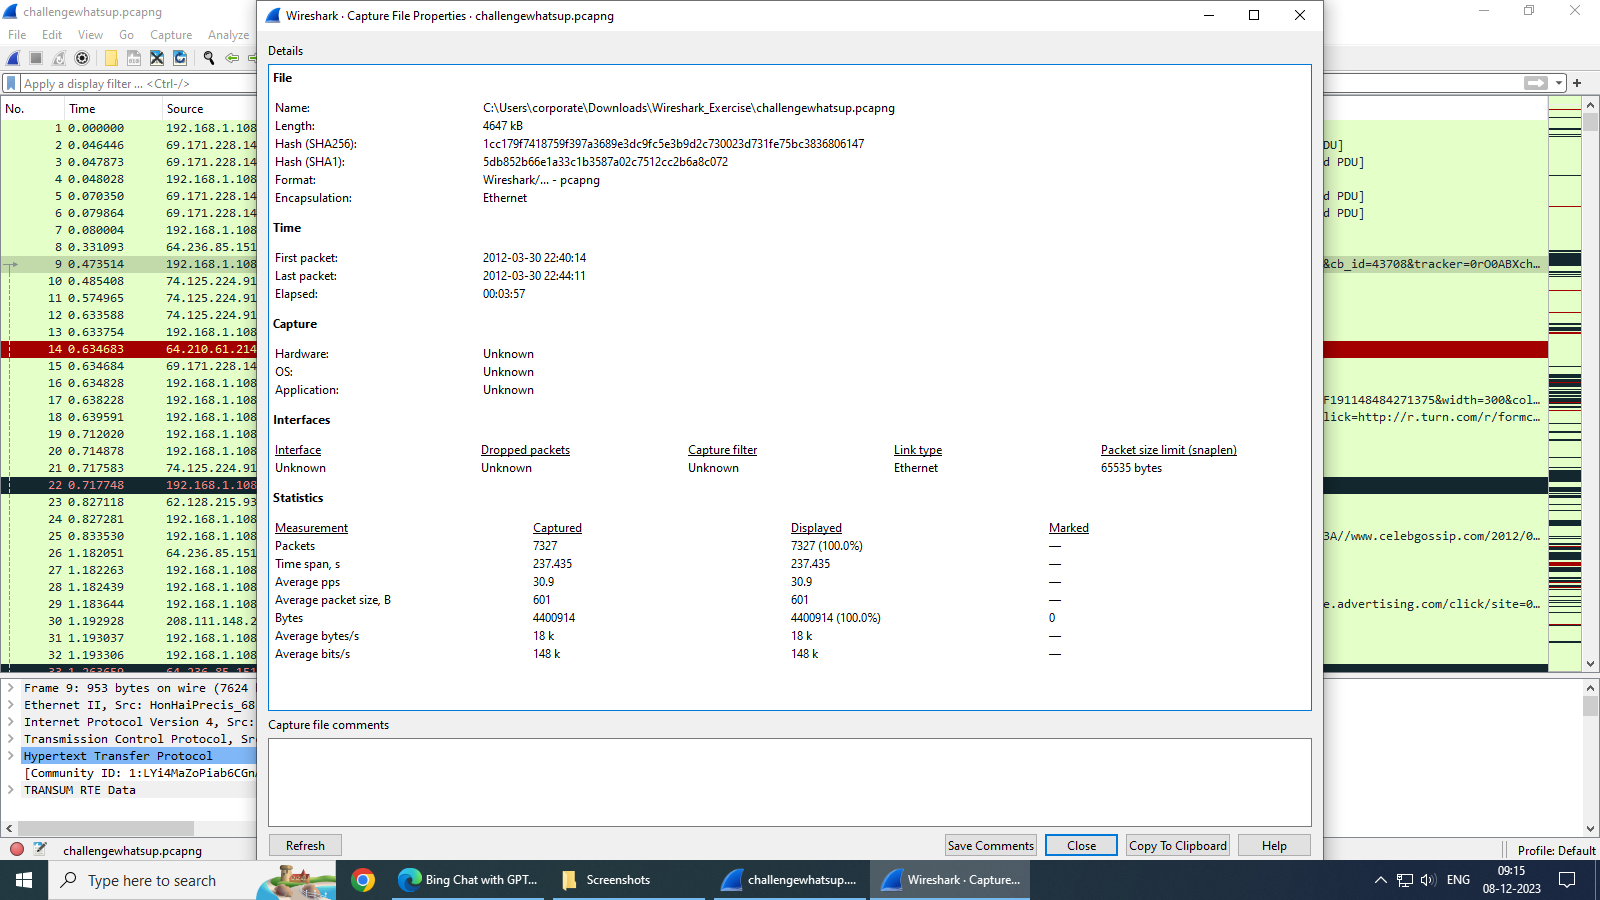 challengewhatsup.pcapng
File Edit View Go Capture Analyze
Apply a display filter ... <Ctrl-/>
No. Time Source
1 0.000000 192.168.1.108
2 0.046446 69.171.228.14
3 0.047873 69.171.228.14
4 0.048028 192.168.1.108
5 0.070350 69.171.228.14
6 0.079864 69.171.228.14
7 0.080004 192.168.1.108
8 0.331093 64.236.85.151
9 0.473514 192.168.1.108
10 0.485408 74.125.224.91
11 0.574965 74.125.224.91
12 0.633588 74.125.224.91
13 0.633754 192.168.1.108
14 0.634683 64.210.61.214
15 0.634684 69.171.228.14
16 0.634828 192.168.1.108
17 0.638228 192.168.1.108
18 0.639591 192.168.1.108
19 0.712020 192.168.1.108
20 0.714878 192.168.1.108
21 0.717583 74.125.224.91
22 0.717748 192.168.1.108
23 0.827118 62.128.215.93
24 0.827281 192.168.1.108
25 0.833530 192.168.1.108
26 1.182051 64.236.85.151
27 1.182263 192.168.1.108
28 1.182439 192.168.1.108
29 1.183644 192.168.1.108
30 1.192928 208.111.148.2
31 1.193037 192.168.1.108
32 1.193306 192.168.1.108
33 1.263659 64.236.85.151
Frame 9: 953 bytes on wire (7624
Ethernet II, Src: HonHaiPrecis_68
Internet Protocol Version 4, Src:
Transmission Control Protocol, Sr
Hypertext Transfer Protocol
[Community ID: 1:LYi4MaZoPiab6CGn
TRANSUM RTE Data
challengewhatsup.pcapng
Wireshark · Capture File Properties · challengewhatsup.pcapng
Details
File
Name: C:\Users\corporate\Downloads\Wireshark_Exercise\challengewhatsup.pcapng
Length: 4647 kB
Hash (SHA256): 1cc179f7418759f397a3689e3dc9fc5e3b9d2c730023d731fe75bc3836806147
Hash (SHA1): 5db852b66e1a33c1b3587a02c7512cc2b6a8c072
Format: Wireshark/... - pcapng
Encapsulation: Ethernet
Time
First packet: 2012-03-30 22:40:14
Last packet: 2012-03-30 22:44:11
Elapsed: 00:03:57
Capture
Hardware: Unknown
OS: Unknown
Application: Unknown
Interfaces
Interface Dropped packets Capture filter Link type Packet size limit (snaplen)
Unknown Unknown Unknown Ethernet 65535 bytes
Statistics
Measurement Captured Displayed Marked
Packets 7327 7327 (100.0%) —
Time span, s 237.435 237.435 —
Average pps 30.9 30.9 —
Average packet size, B 601 601 —
Bytes 4400914 4400914 (100.0%) 0
Average bytes/s 18 k 18 k —
Average bits/s 148 k 148 k —
Capture file comments
Refresh Save Comments Close Copy To Clipboard Help
DU]
d PDU]
d PDU]
d PDU]
&cb_id=43708&tracker=0rO0ABXch…
F191148484271375&width=300&col…
lick=http://r.turn.com/r/formc…
3A//www.celebgossip.com/2012/0…
e.advertising.com/click/site=0…
Profile: Default
Type here to search
Bing Chat with GPT...
Screenshots
challengewhatsup....
Wireshark · Capture...
ENG
09:15
08-12-2023